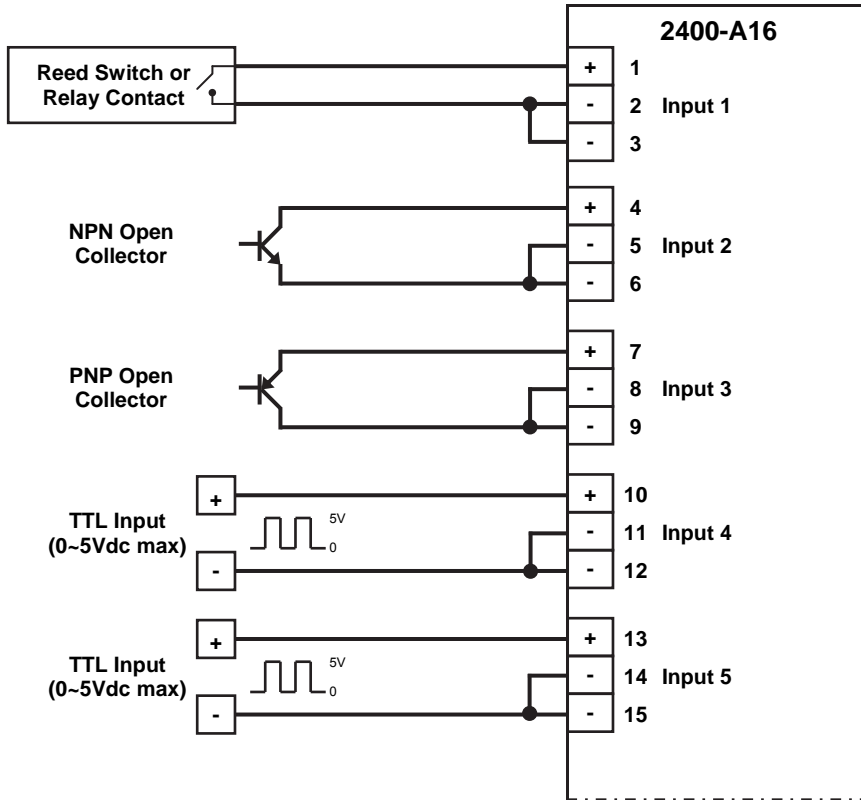 2400-A16
Reed Switch or
Relay Contact
+ 1
- 2 Input 1
- 3
NPN Open
Collector
+ 4
- 5 Input 2
- 6
PNP Open
Collector
+ 7
- 8 Input 3
- 9
TTL Input
(0~5Vdc max)
+
-
5V
0
+ 10
- 11 Input 4
- 12
TTL Input
(0~5Vdc max)
+
-
5V
0
+ 13
- 14 Input 5
- 15